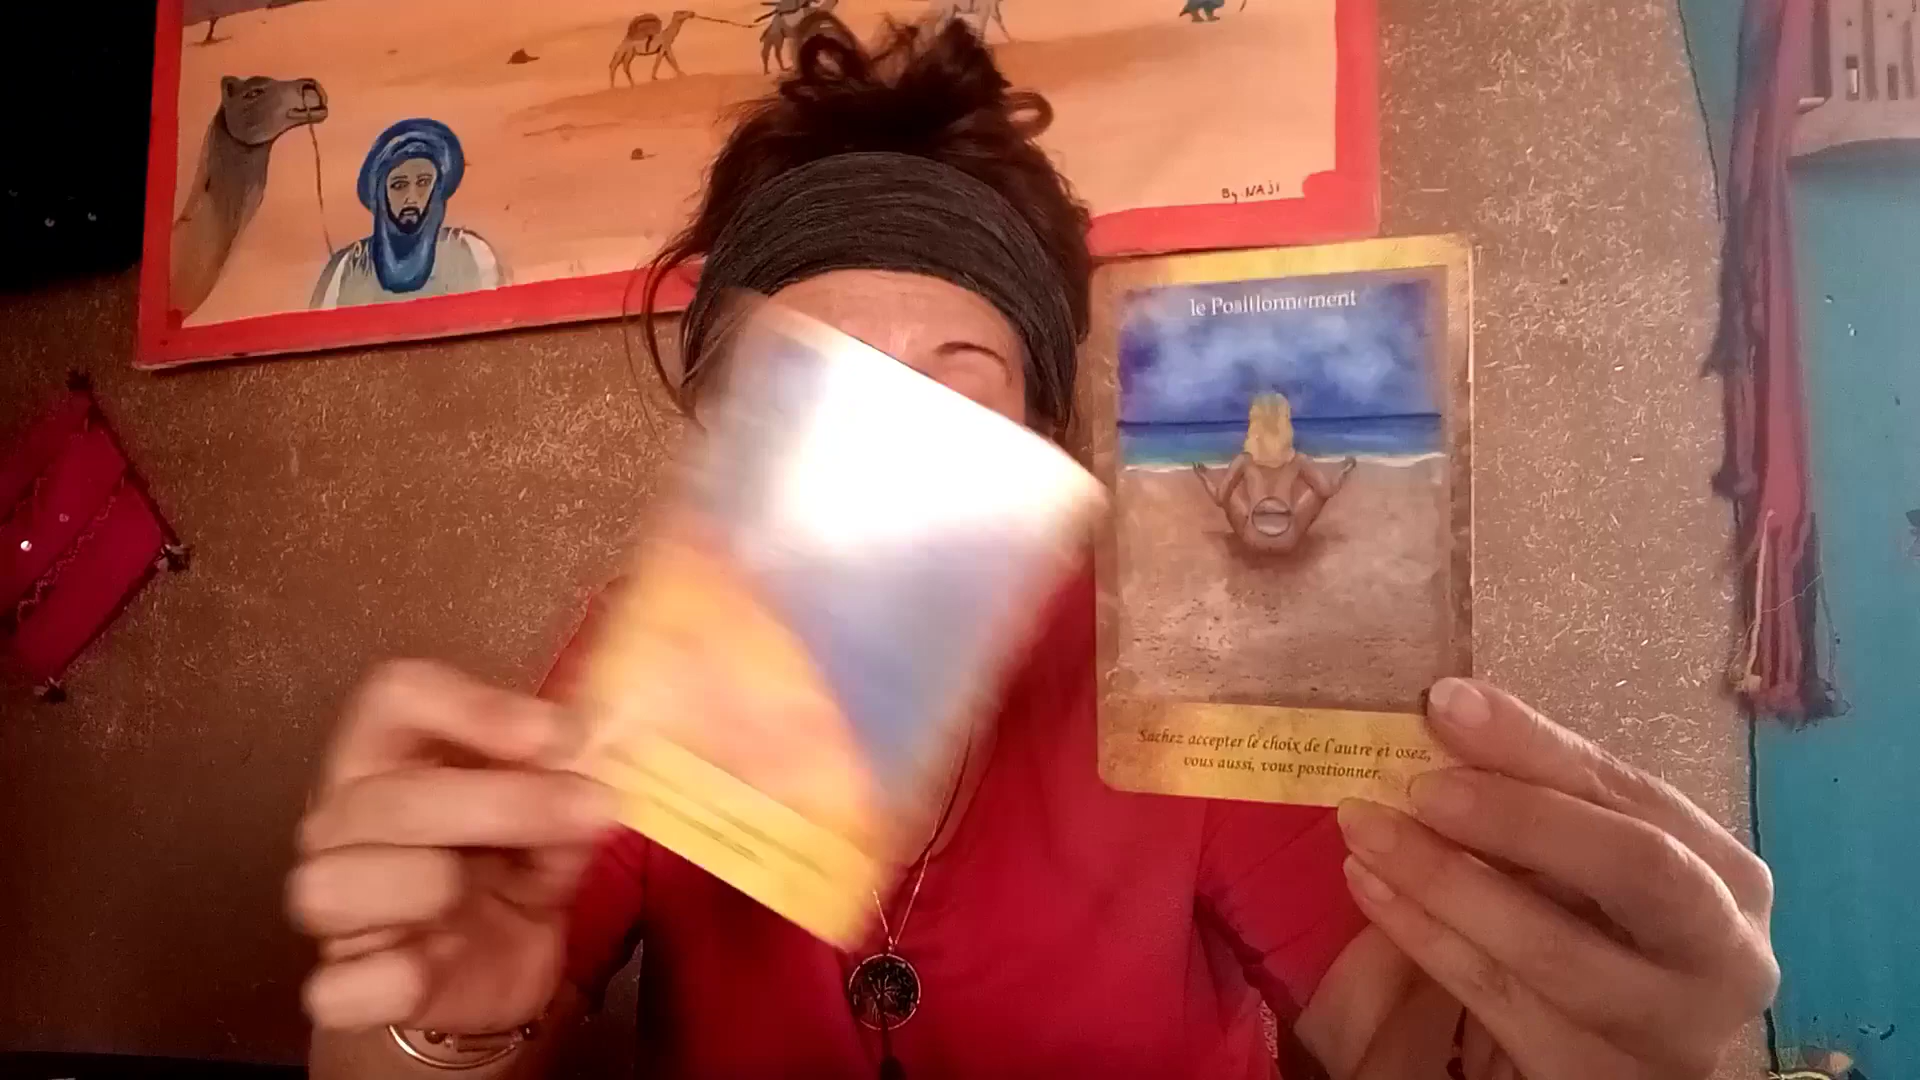 By NAJI
le Positionnement
Sachez accepter le choix de l'autre et osez,
vous aussi, vous positionner.